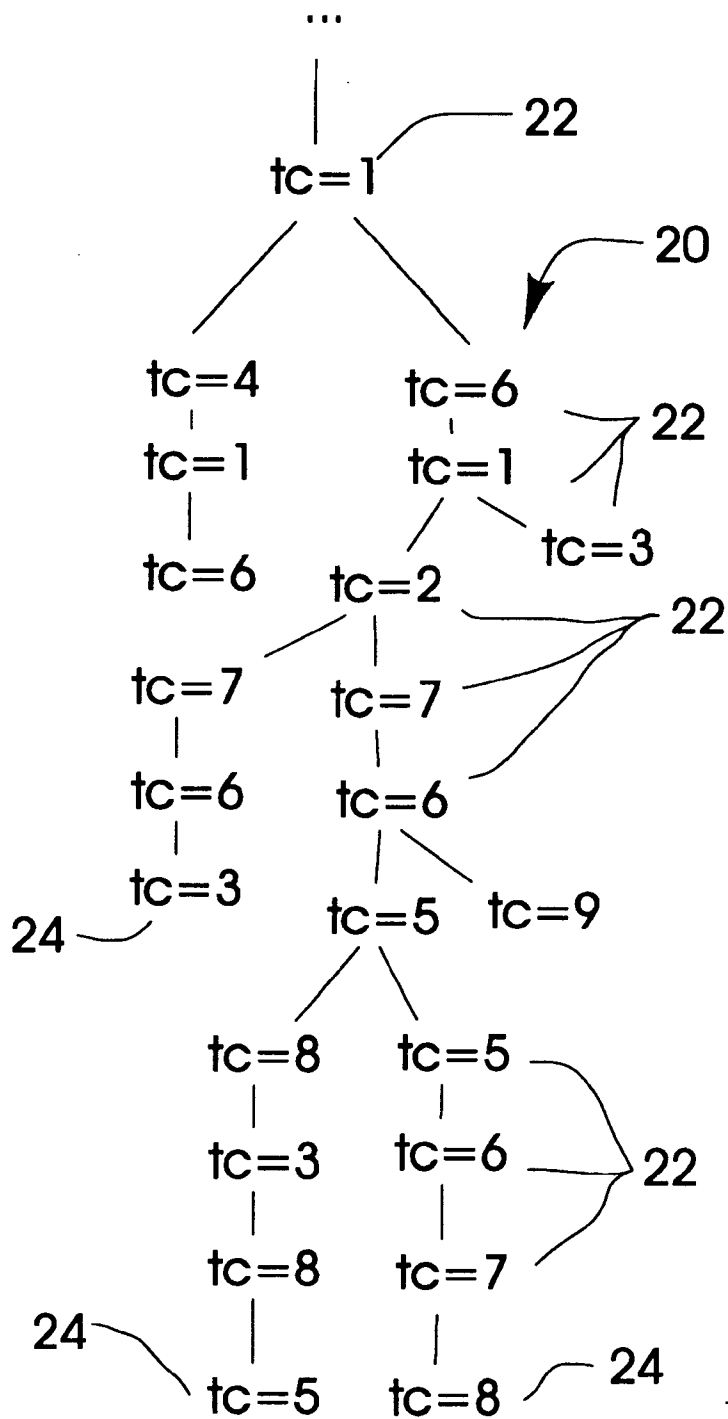 ...
22
tc=1
20
tc=4 tc=6
22
tc=1 tc=1
tc=3
tc=6 tc=2
22
tc=7 tc=7
tc=6 tc=6
tc=3
tc=5 tc=9
24
tc=8 tc=5
tc=3 tc=6
22
tc=8 tc=7
24 24
tc=5 tc=8